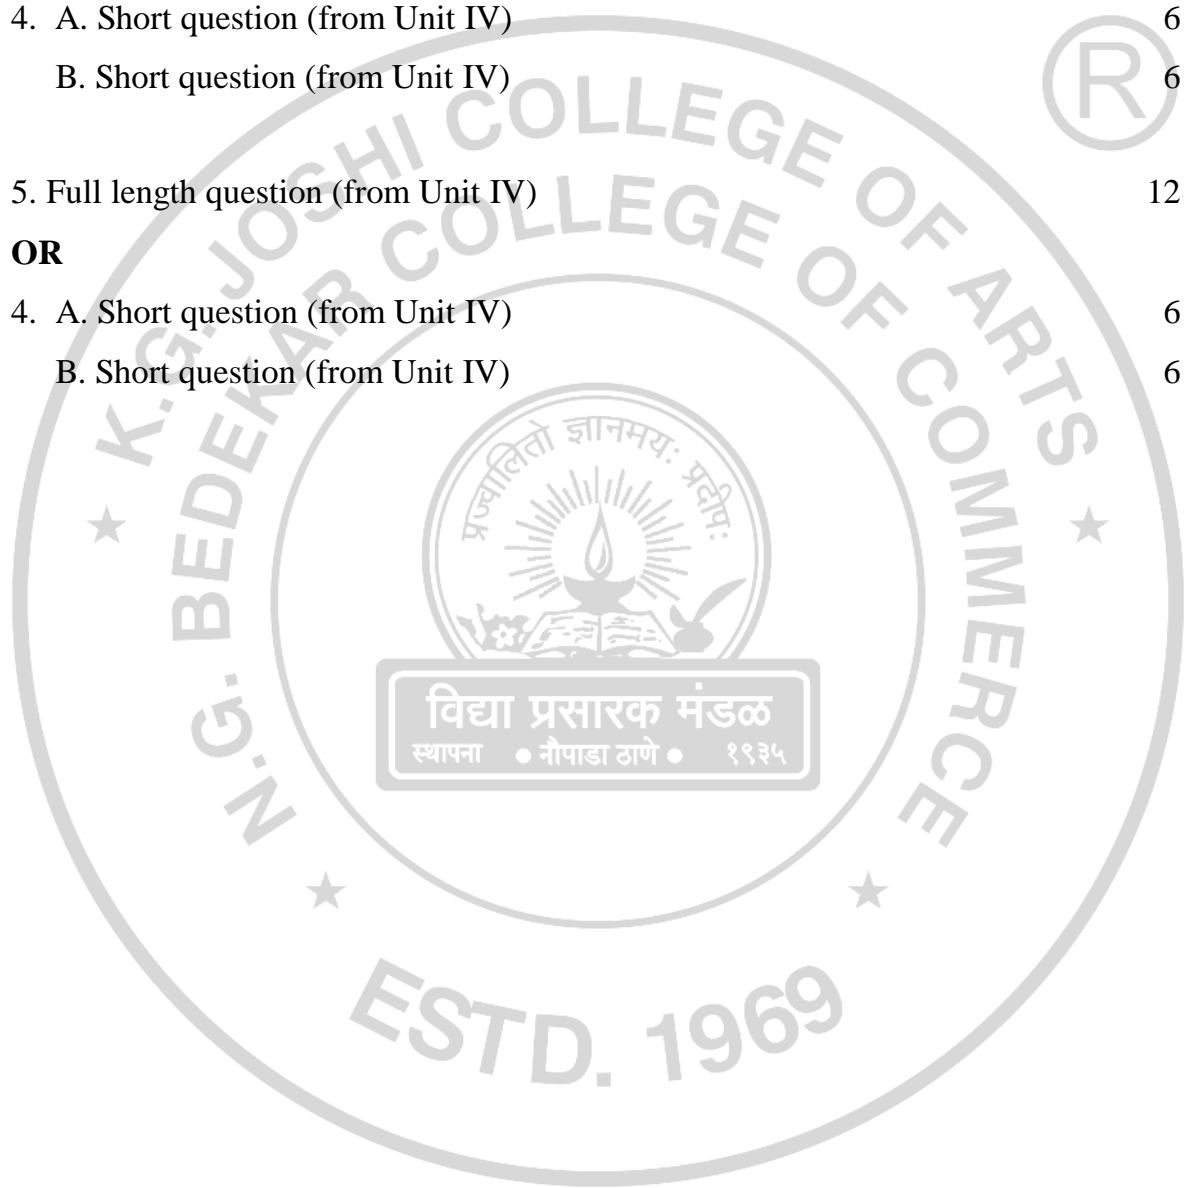 4. A. Short question (from Unit IV) 6
B. Short question (from Unit IV) 6
5. Full length question (from Unit IV) 12
OR
4. A. Short question (from Unit IV) 6
B. Short question (from Unit IV) 6
K.G. JOSHI COLLEGE OF ARTS
N.G. BEDEKAR COLLEGE OF COMMERCE
ESTD. 1969
R
प्रज्वालितो ज्ञानमयः प्रदीपः
विद्या प्रसारक मंडळ
स्थापना • नौपाडा ठाणे • १९३५